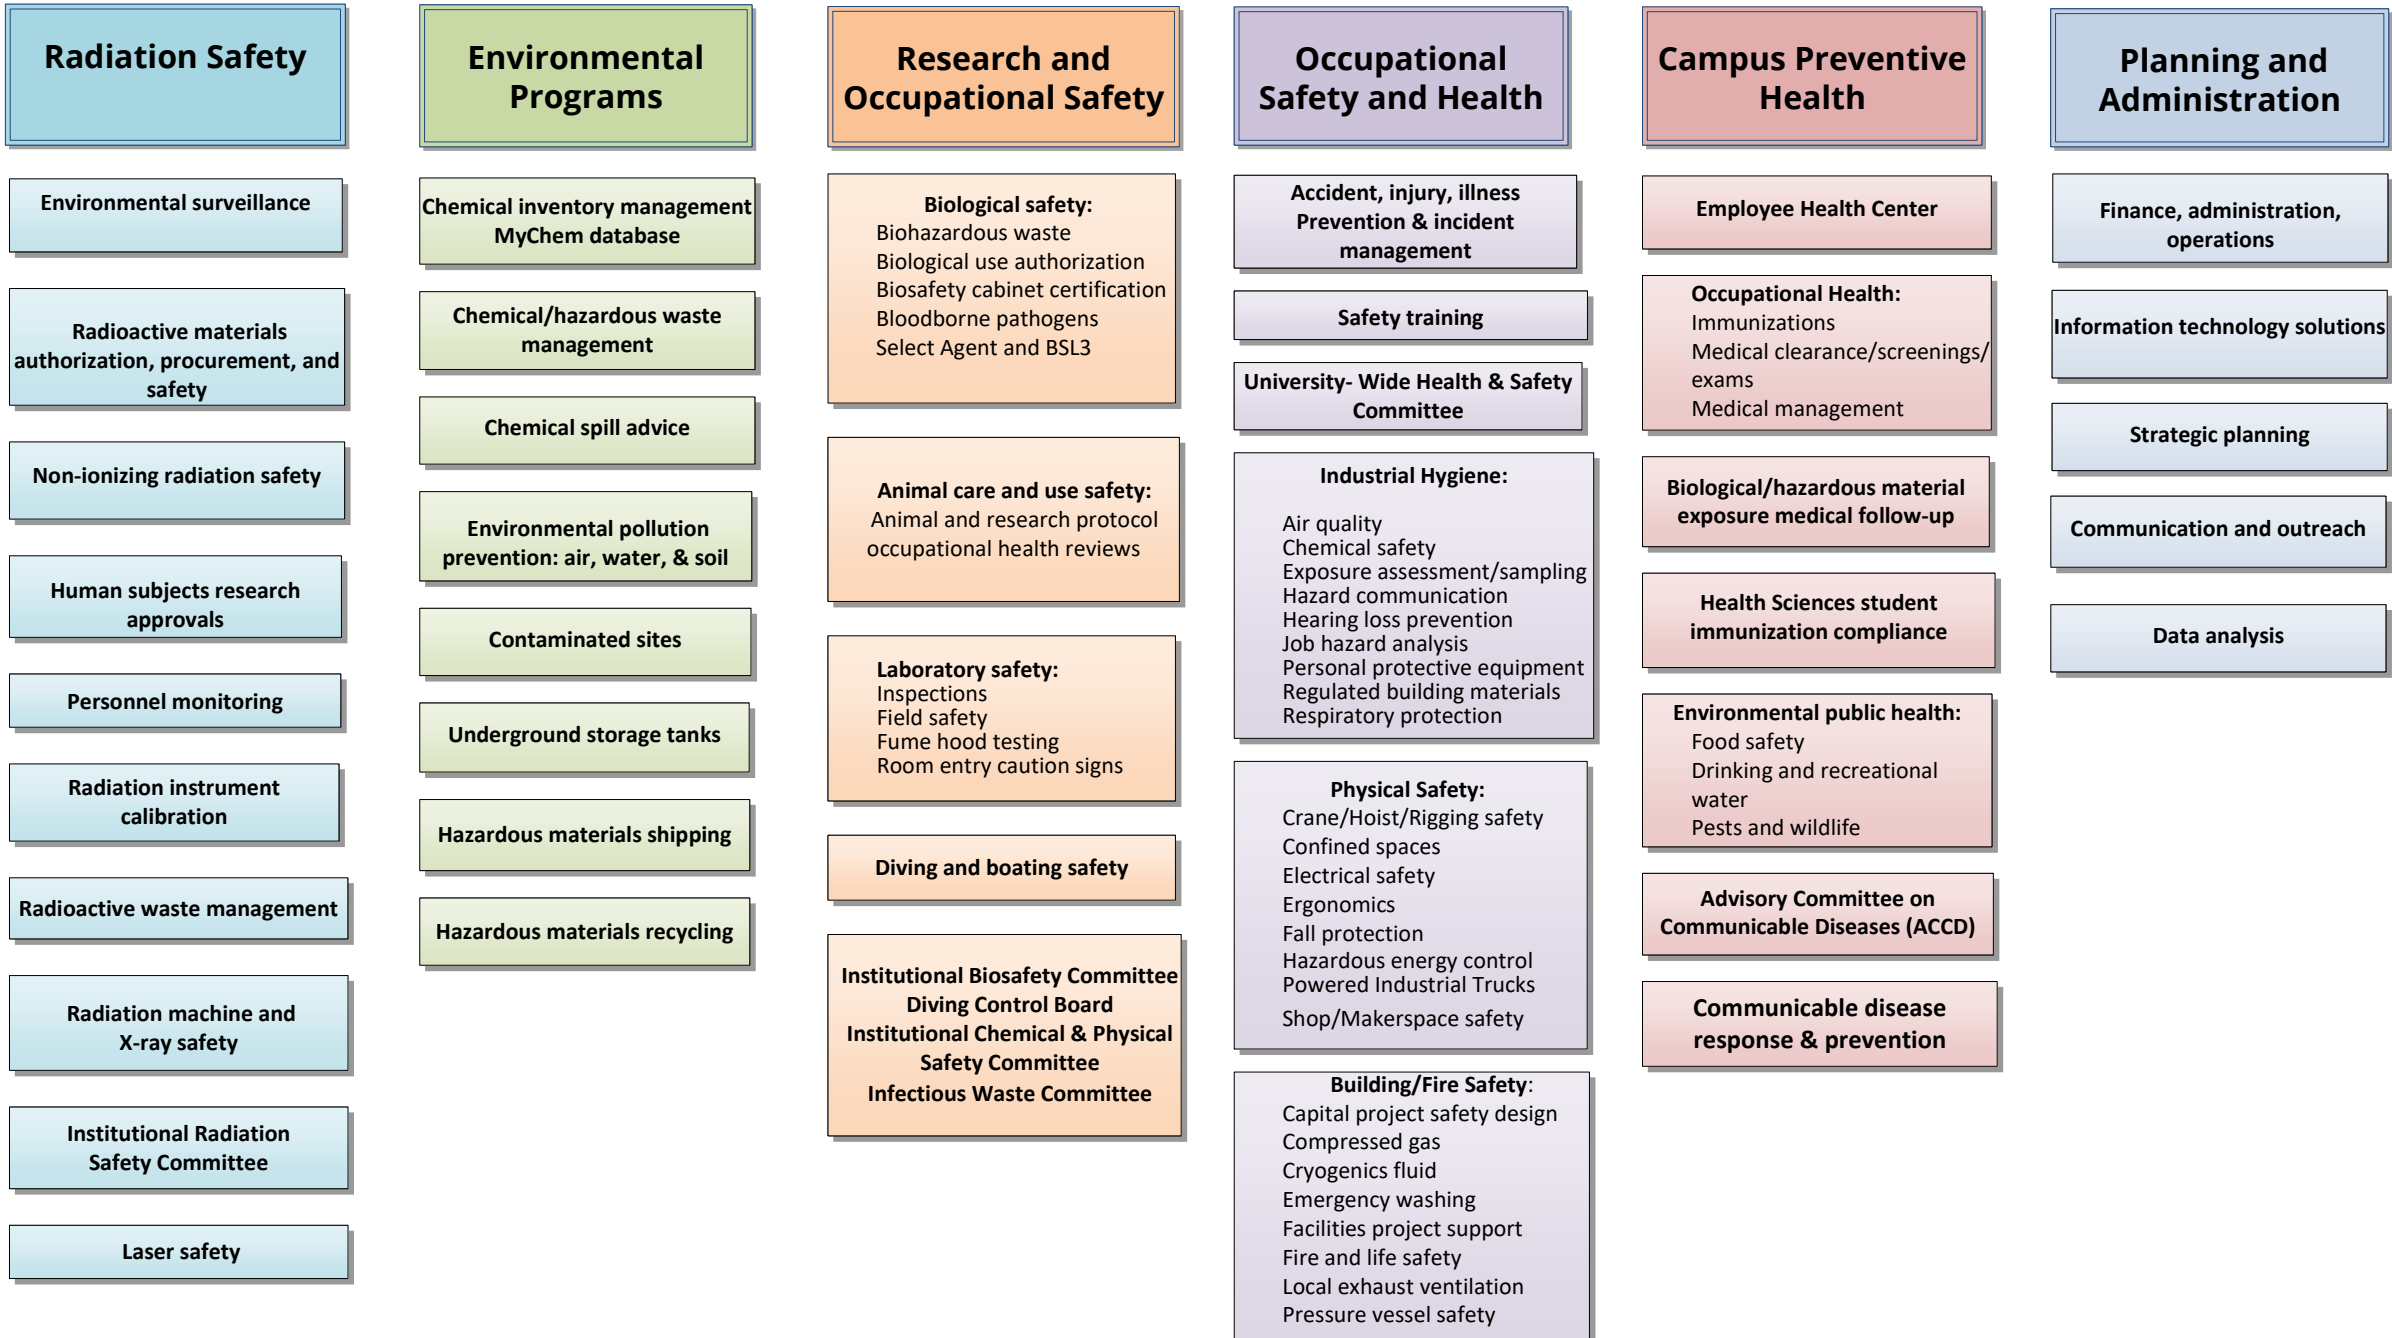 Radiation Safety
Environmental surveillance
Radioactive materials
authorization, procurement, and
safety
Non-ionizing radiation safety
Human subjects research
approvals
Personnel monitoring
Radiation instrument
calibration
Radioactive waste management
Radiation machine and
X-ray safety
Institutional Radiation
Safety Committee
Laser safety
Environmental
Programs
Chemical inventory management
MyChem database
Chemical/hazardous waste
management
Chemical spill advice
Environmental pollution
prevention: air, water, & soil
Contaminated sites
Underground storage tanks
Hazardous materials shipping
Hazardous materials recycling
Research and
Occupational Safety
Biological safety:
Biohazardous waste
Biological use authorization
Biosafety cabinet certification
Bloodborne pathogens
Select Agent and BSL3
Animal care and use safety:
Animal and research protocol
occupational health reviews
Laboratory safety:
Inspections
Field safety
Fume hood testing
Room entry caution signs
Diving and boating safety
Institutional Biosafety Committee
Diving Control Board
Institutional Chemical & Physical
Safety Committee
Infectious Waste Committee
Occupational
Safety and Health
Accident, injury, illness
Prevention & incident
management
Safety training
University- Wide Health & Safety
Committee
Industrial Hygiene:
Air quality
Chemical safety
Exposure assessment/sampling
Hazard communication
Hearing loss prevention
Job hazard analysis
Personal protective equipment
Regulated building materials
Respiratory protection
Physical Safety:
Crane/Hoist/Rigging safety
Confined spaces
Electrical safety
Ergonomics
Fall protection
Hazardous energy control
Powered Industrial Trucks
Shop/Makerspace safety
Building/Fire Safety:
Capital project safety design
Compressed gas
Cryogenics fluid
Emergency washing
Facilities project support
Fire and life safety
Local exhaust ventilation
Pressure vessel safety
Campus Preventive
Health
Employee Health Center
Occupational Health:
Immunizations
Medical clearance/screenings/
exams
Medical management
Biological/hazardous material
exposure medical follow-up
Health Sciences student
immunization compliance
Environmental public health:
Food safety
Drinking and recreational
water
Pests and wildlife
Advisory Committee on
Communicable Diseases (ACCD)
Communicable disease
response & prevention
Planning and
Administration
Finance, administration,
operations
Information technology solutions
Strategic planning
Communication and outreach
Data analysis